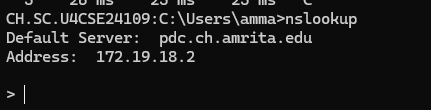 CH.SC.U4CSE24109:C:\Users\amma>nslookup
Default Server:  pdc.ch.amrita.edu
Address:  172.19.18.2
>